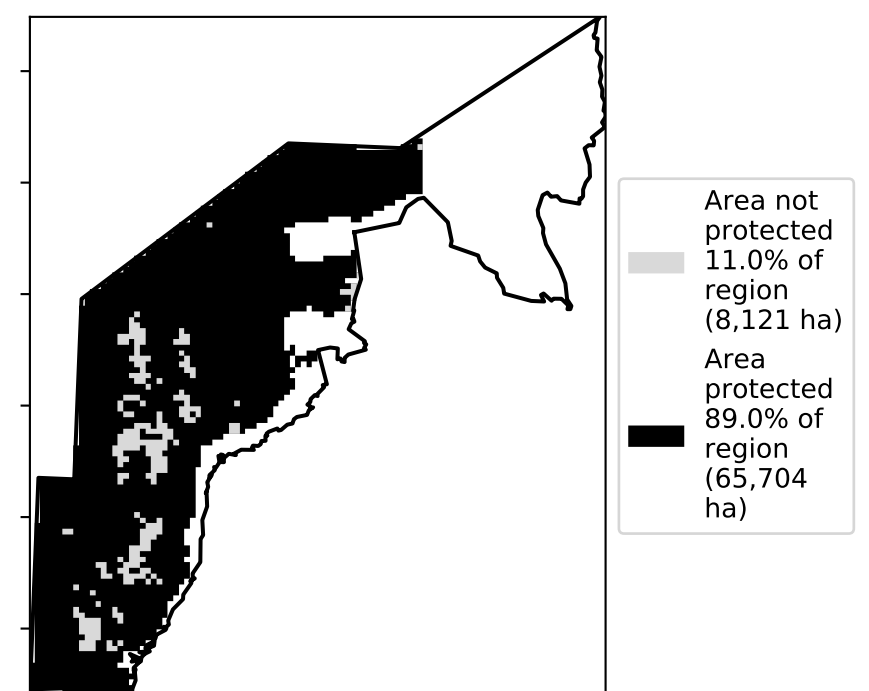 Area not
protected
11.0% of
region
(8,121 ha)
Area
protected
89.0% of
region
(65,704
ha)